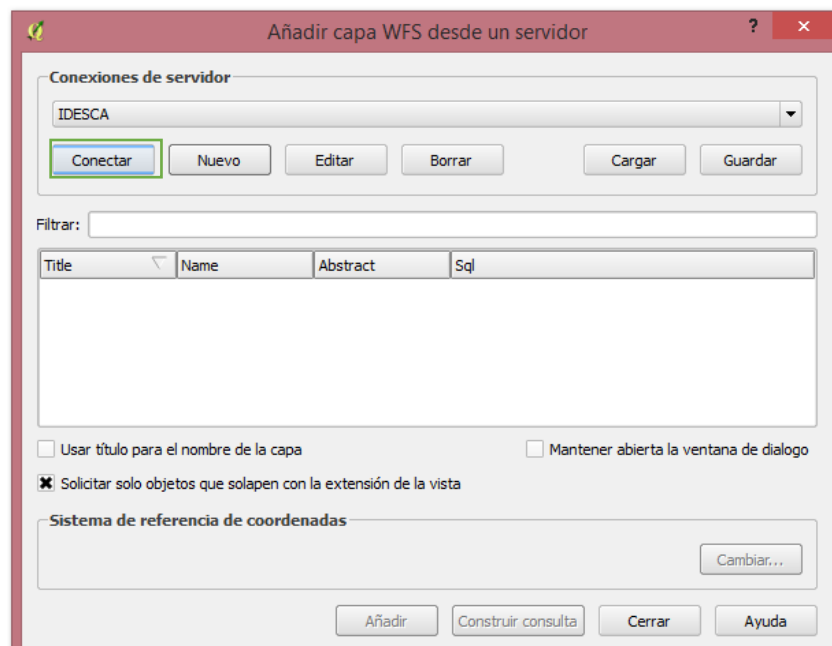 Añadir capa WFS desde un servidor ?
Conexiones de servidor
IDESCA
Conectar Nuevo Editar Borrar Cargar Guardar
Filtrar:
Title Name Abstract Sql
Usar título para el nombre de la capa Mantener abierta la ventana de dialogo
Solicitar solo objetos que solapen con la extensión de la vista
Sistema de referencia de coordenadas
Cambiar...
Añadir Construir consulta Cerrar Ayuda